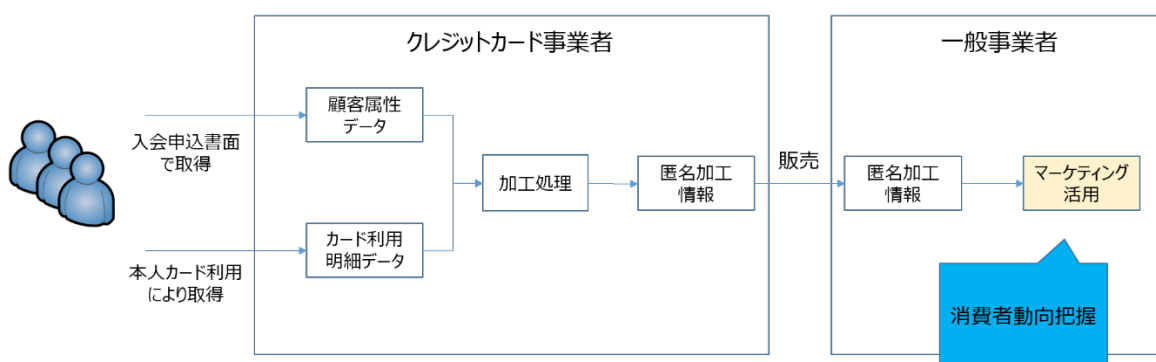 クレジットカード事業者
一般事業者
顧客属性
データ
入会申込書面
で取得
加工処理
匿名加工
情報
販売
匿名加工
情報
マーケティング
活用
カード利用
明細データ
本人カード利用
により取得
消費者動向把握